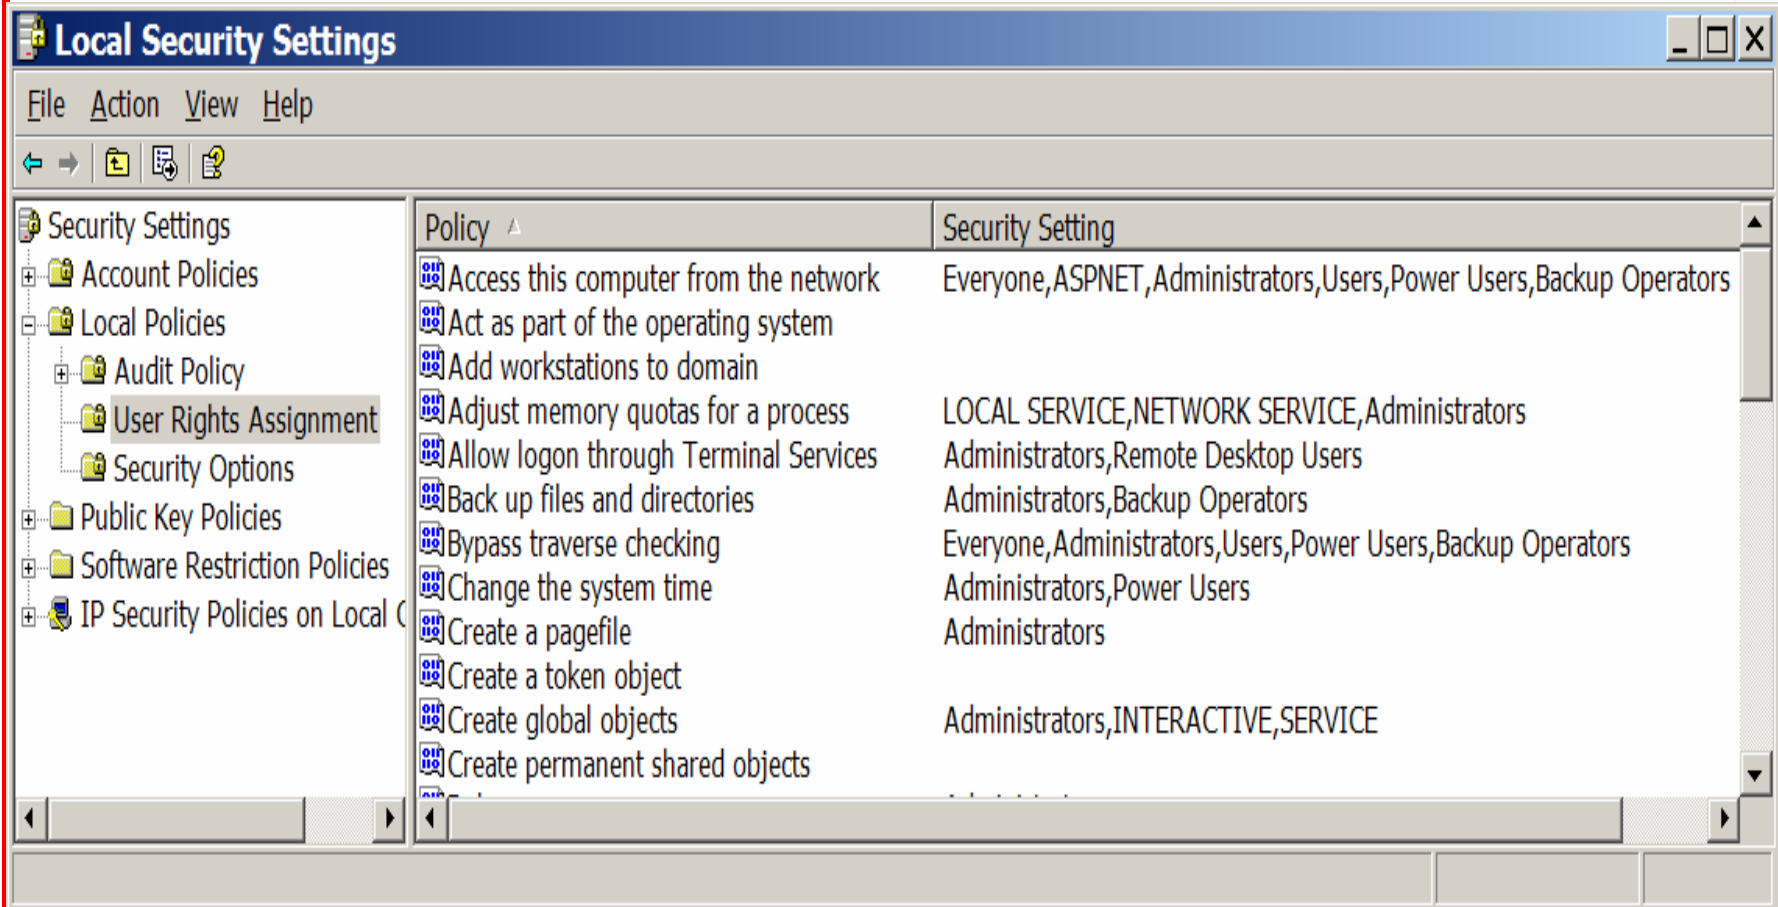 Local Security Settings
File Action View Help
Security Settings
Account Policies
Local Policies
Audit Policy
User Rights Assignment
Security Options
Public Key Policies
Software Restriction Policies
IP Security Policies on Local
Policy Security Setting
Access this computer from the network Everyone,ASPNET,Administrators,Users,Power Users,Backup Operators
Act as part of the operating system
Add workstations to domain
Adjust memory quotas for a process LOCAL SERVICE,NETWORK SERVICE,Administrators
Allow logon through Terminal Services Administrators,Remote Desktop Users
Back up files and directories Administrators,Backup Operators
Bypass traverse checking Everyone,Administrators,Users,Power Users,Backup Operators
Change the system time Administrators,Power Users
Create a pagefile Administrators
Create a token object
Create global objects Administrators,INTERACTIVE,SERVICE
Create permanent shared objects